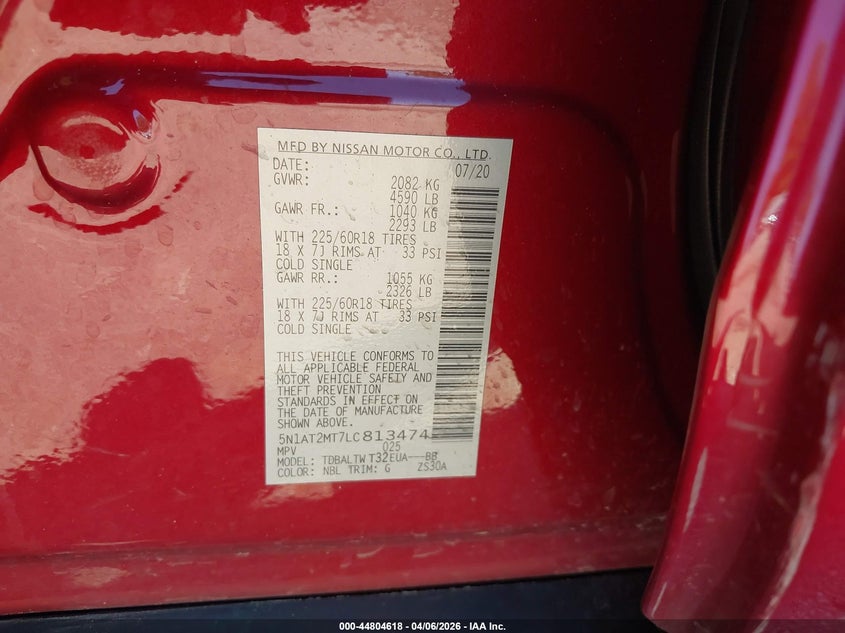 MFD BY NISSAN MOTOR CO., LTD.
DATE: 07/20
GVWR: 2082 KG
4590 LB
GAWR FR.: 1040 KG
2293 LB
WITH 225/60R18 TIRES
18 X 7J RIMS AT 33 PSI
COLD SINGLE
GAWR RR.: 1055 KG
2326 LB
WITH 225/60R18 TIRES
18 X 7J RIMS AT 33 PSI
COLD SINGLE
THIS VEHICLE CONFORMS TO
ALL APPLICABLE FEDERAL
MOTOR VEHICLE SAFETY AND
THEFT PREVENTION
STANDARDS IN EFFECT ON
THE DATE OF MANUFACTURE
SHOWN ABOVE.
5N1AT2MT7LC813474
MPV 025
MODEL: TDBALTWT32EUA---BB
COLOR: NBL TRIM: G ZS30A
000-44804618 - 04/06/2026 - IAA Inc.